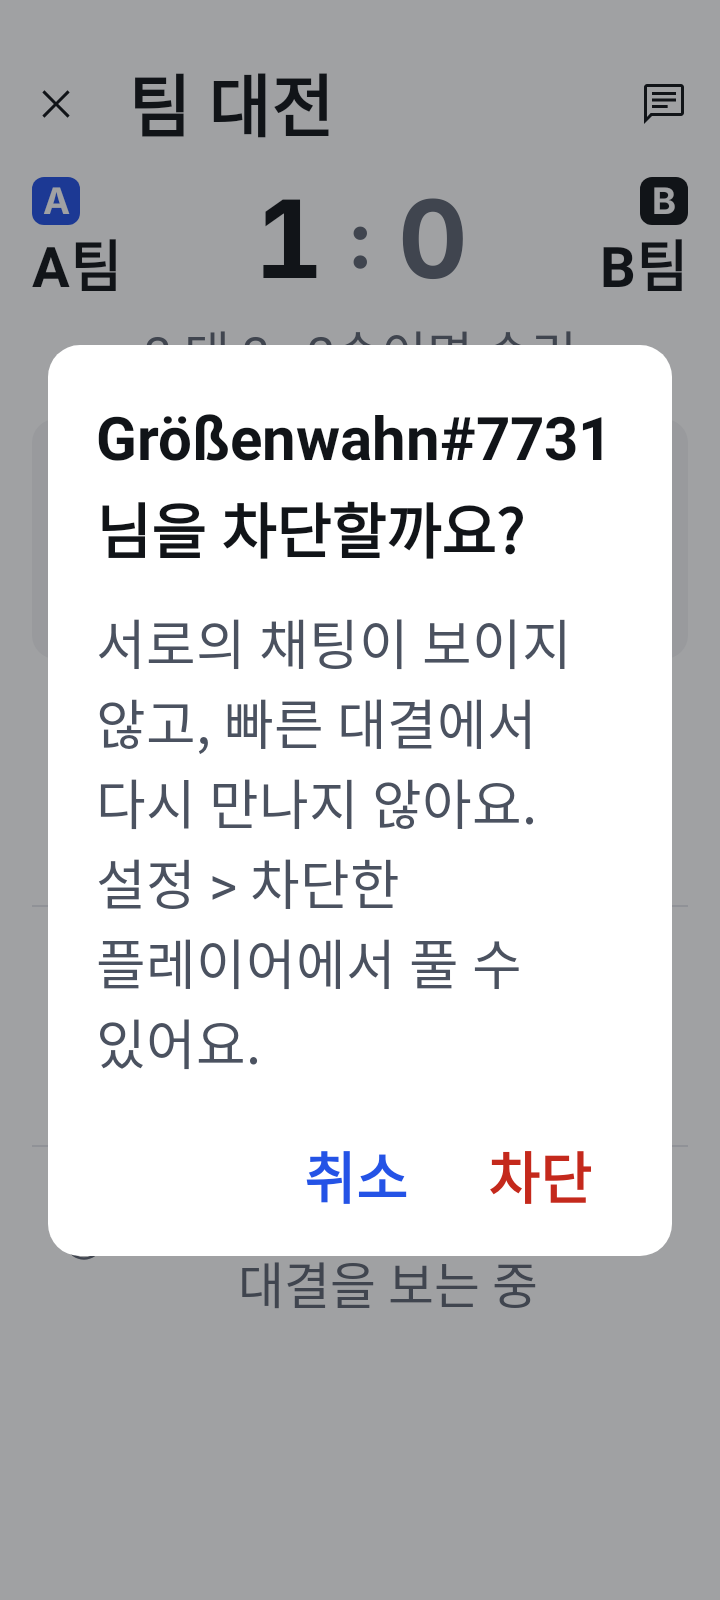 팀 대전
A
B
1 : 0
A팀
B팀
Größenwahn#7731
님을 차단할까요?
서로의 채팅이 보이지
않고, 빠른 대결에서
다시 만나지 않아요.
설정 > 차단한
플레이어에서 풀 수
있어요.
취소
차단
대결을 보는 중